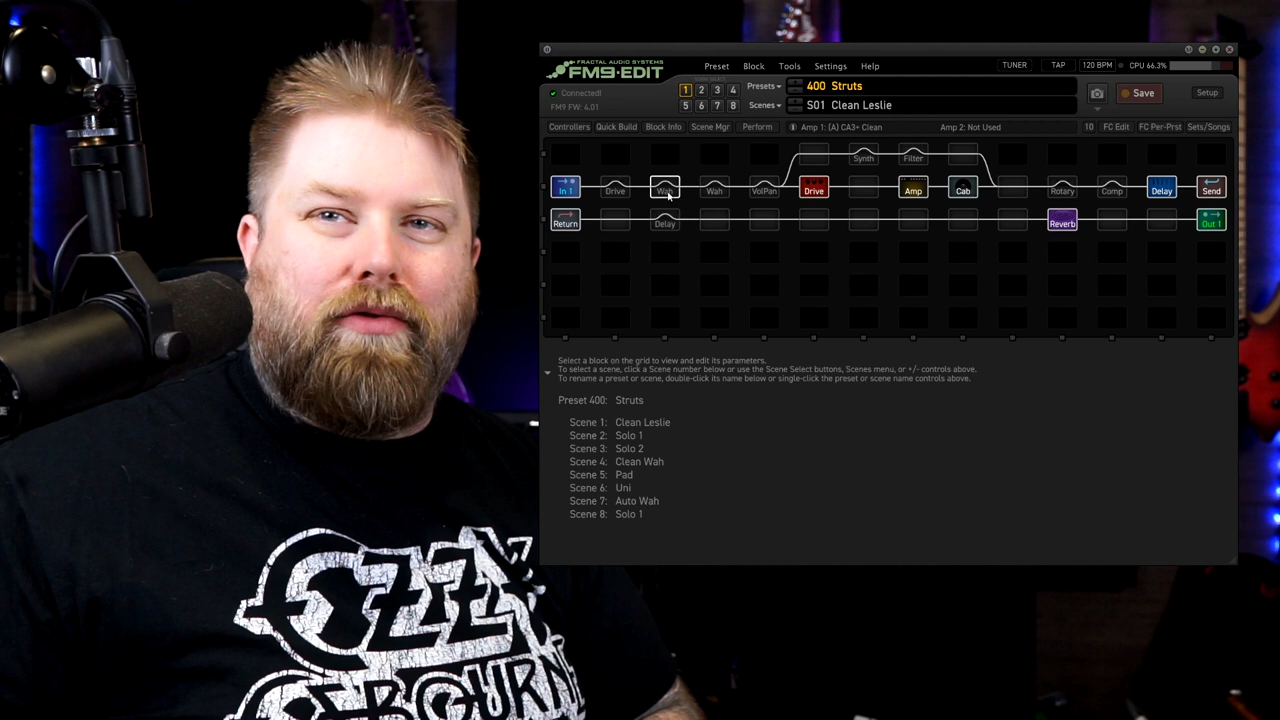 FRACTAL AUDIO SYSTEMS
FM9-EDIT
Preset Block Tools Settings Help
TUNER TAP 120 BPM CPU 66.3%
Connected!
FM9 FW: 4.01
1 2 3 4
5 6 7 8
Presets
400 Struts
Scenes
S01 Clean Leslie
Save
Setup
Controllers Quick Build Block Info Scene Mgr Perform
Amp 1: (A) CA3+ Clean
Amp 2: Not Used
10 FC Edit FC Per-Prst Sets/Songs
Synth Filter
In 1 Drive Wah Wah VolPan Drive Amp Cab Rotary Comp Delay Send
Return Delay Reverb Out 1
Select a block on the grid to view and edit its parameters.
To select a scene, click a Scene number below or use the Scene Select buttons, Scenes menu, or +/- controls above.
To rename a preset or scene, double-click its name below or single-click the preset or scene name controls above.
Preset 400: Struts
Scene 1: Clean Leslie
Scene 2: Solo 1
Scene 3: Solo 2
Scene 4: Clean Wah
Scene 5: Pad
Scene 6: Uni
Scene 7: Auto Wah
Scene 8: Solo 1
OZZY
OSBOURNE